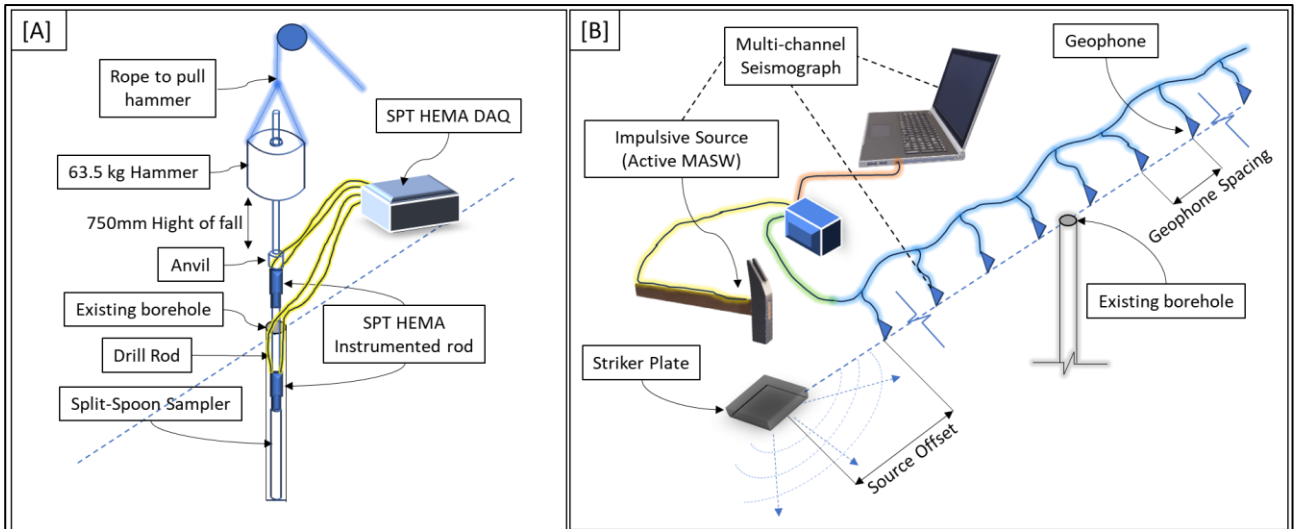 [A]
Rope to pull
hammer
SPT HEMA DAQ
63.5 kg Hammer
750mm Hight of fall
Anvil
Existing borehole
SPT HEMA
Instrumented rod
Drill Rod
Split-Spoon Sampler
[B]
Multi-channel
Seismograph
Geophone
Impulsive Source
(Active MASW)
Geophone Spacing
Existing borehole
Striker Plate
Source Offset